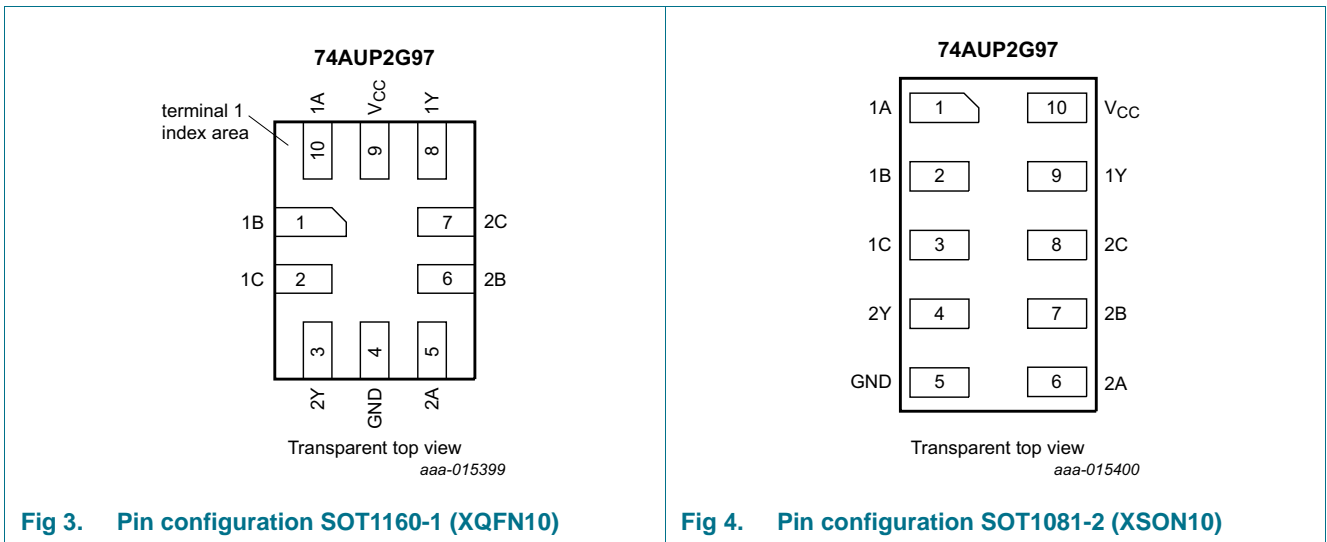 74AUP2G97
terminal 1
index area
1A
VCC
1Y
10
9
8
1B
1
7
2C
1C
2
6
2B
3
4
5
2Y
GND
2A
Transparent top view
aaa-015399
Fig 3. Pin configuration SOT1160-1 (XQFN10)
74AUP2G97
1A 1 10 VCC
1B 2 9 1Y
1C 3 8 2C
2Y 4 7 2B
GND 5 6 2A
Transparent top view
aaa-015400
Fig 4. Pin configuration SOT1081-2 (XSON10)